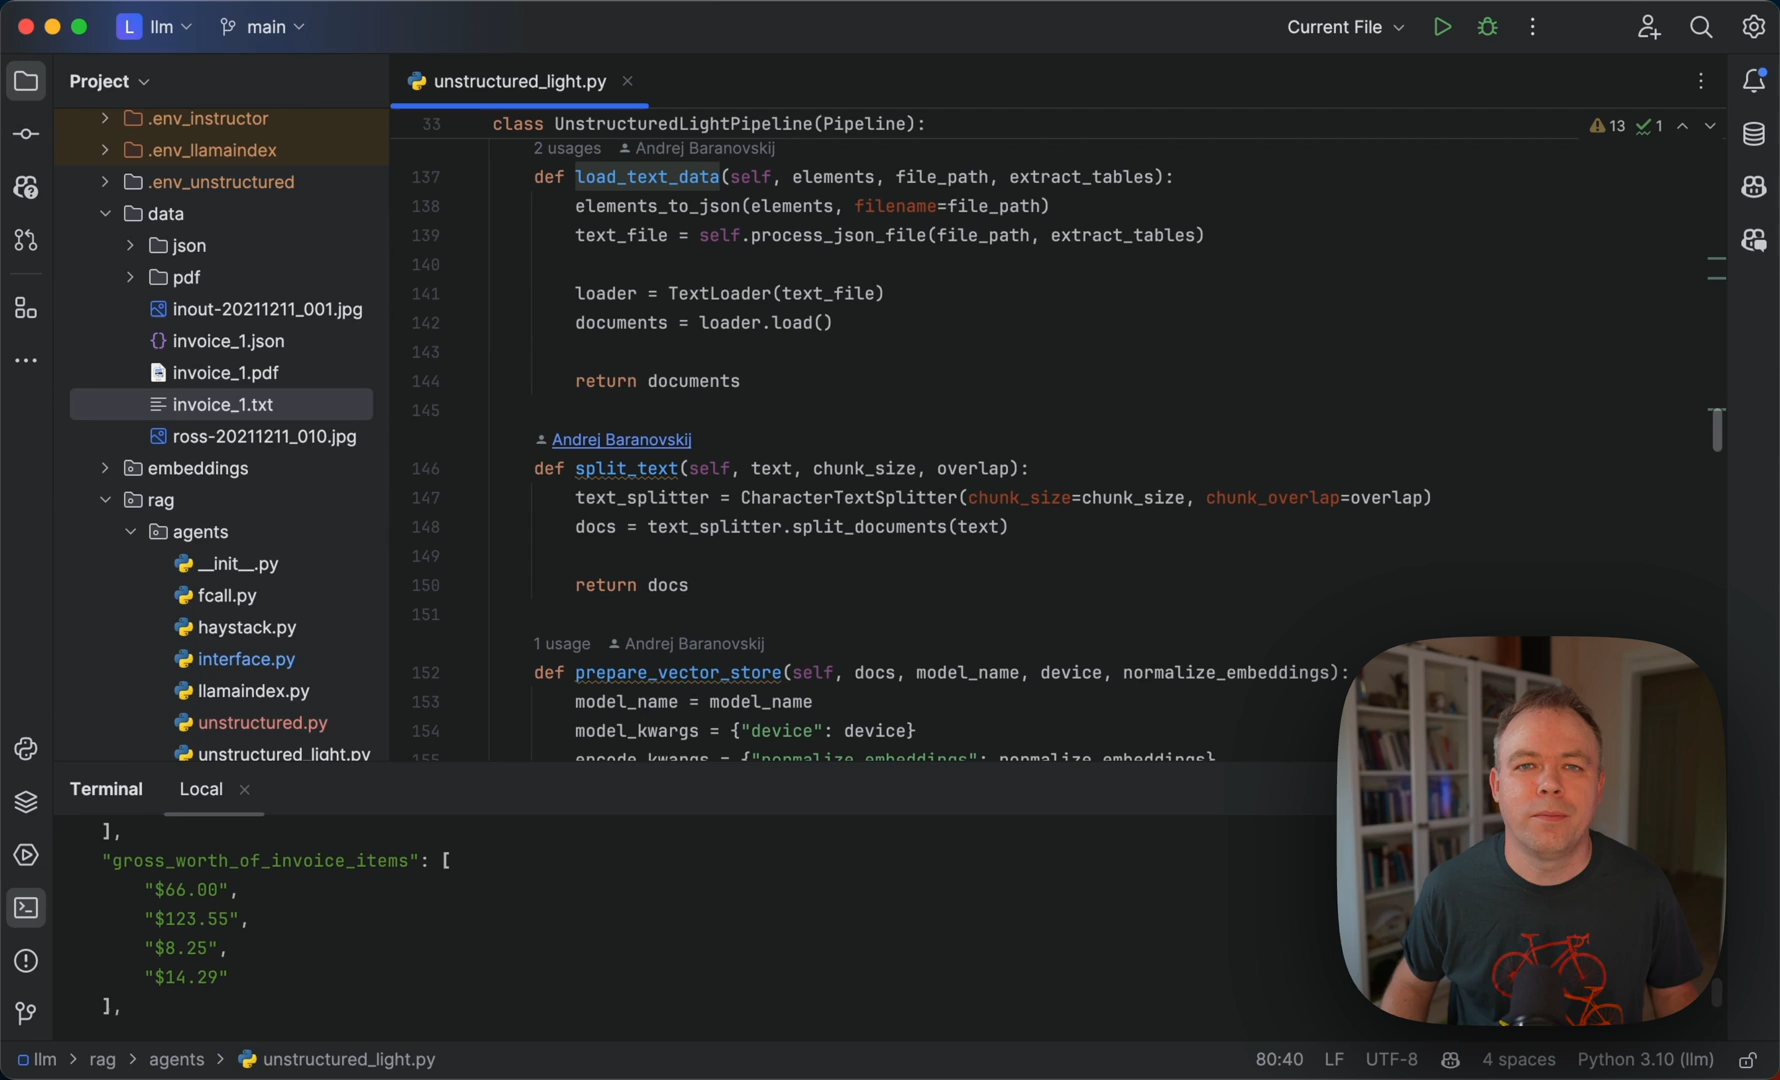 L llm main Current File
Project unstructured_light.py
.env_instructor
.env_llamaindex
.env_unstructured
data
json
pdf
inout-20211211_001.jpg
invoice_1.json
invoice_1.pdf
invoice_1.txt
ross-20211211_010.jpg
embeddings
rag
agents
__init__.py
fcall.py
haystack.py
interface.py
llamaindex.py
unstructured.py
unstructured_light.py
33 class UnstructuredLightPipeline(Pipeline): 13 1
2 usages Andrej Baranovskij
137 def load_text_data(self, elements, file_path, extract_tables):
138 elements_to_json(elements, filename=file_path)
139 text_file = self.process_json_file(file_path, extract_tables)
140
141 loader = TextLoader(text_file)
142 documents = loader.load()
143
144 return documents
145
Andrej Baranovskij
146 def split_text(self, text, chunk_size, overlap):
147 text_splitter = CharacterTextSplitter(chunk_size=chunk_size, chunk_overlap=overlap)
148 docs = text_splitter.split_documents(text)
149
150 return docs
151
1 usage Andrej Baranovskij
152 def prepare_vector_store(self, docs, model_name, device, normalize_embeddings):
153 model_name = model_name
154 model_kwargs = {"device": device}
155 encode_kwargs = {"normalize_embeddings": normalize_embeddings}
Terminal Local
],
"gross_worth_of_invoice_items": [
"$66.00",
"$123.55",
"$8.25",
"$14.29"
],
llm > rag > agents > unstructured_light.py 80:40 LF UTF-8 4 spaces Python 3.10 (llm)